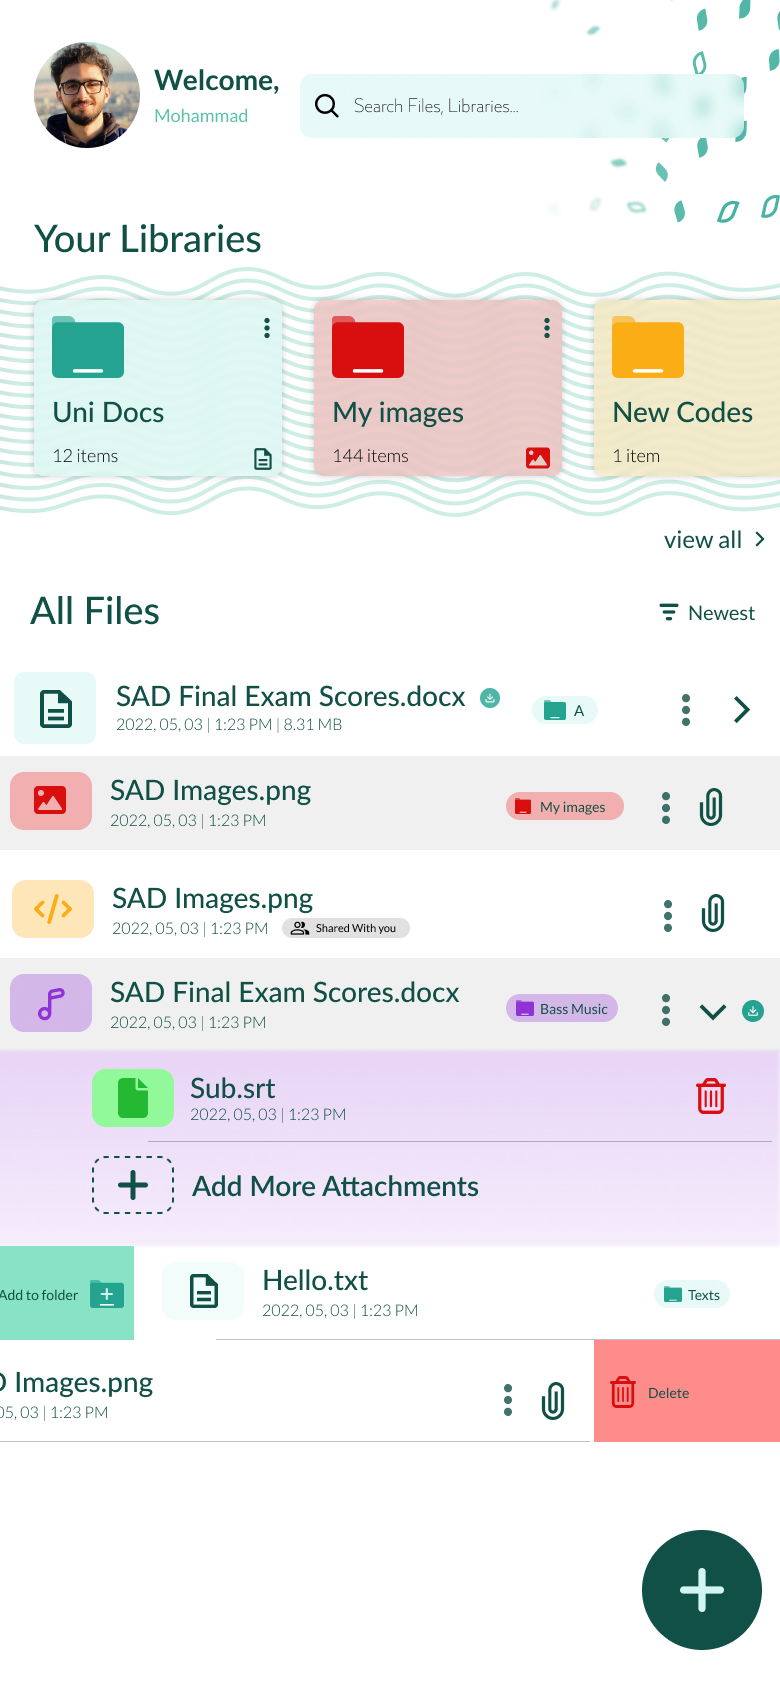 Welcome,
Mohammad
Search Files, Libraries...
Your Libraries
Uni Docs
12 items
My images
144 items
New Codes
1 item
view all
All Files
Newest
SAD Final Exam Scores.docx
2022, 05, 03 | 1:23 PM | 8.31 MB
A
SAD Images.png
2022, 05, 03 | 1:23 PM
My images
SAD Images.png
2022, 05, 03 | 1:23 PM
Shared With you
SAD Final Exam Scores.docx
2022, 05, 03 | 1:23 PM
Bass Music
Sub.srt
2022, 05, 03 | 1:23 PM
Add More Attachments
Add to folder
Hello.txt
2022, 05, 03 | 1:23 PM
Texts
D Images.png
05, 03 | 1:23 PM
Delete